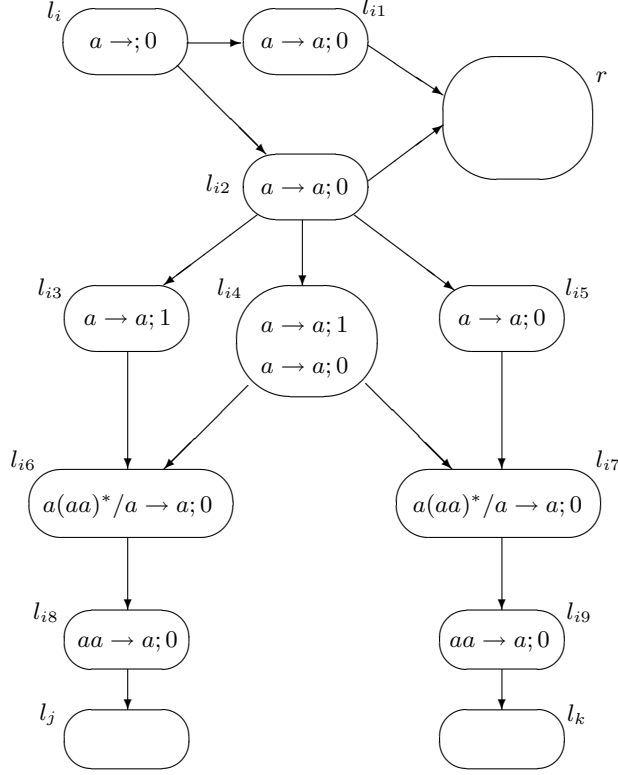 l_i
a →; 0
a → a; 0
l_{i1}
r
l_{i2}
a → a; 0
l_{i3}
a → a; 1
l_{i4}
a → a; 1
a → a; 0
a → a; 0
l_{i5}
l_{i6}
a(aa)^*/a → a; 0
a(aa)^*/a → a; 0
l_{i7}
l_{i8}
aa → a; 0
aa → a; 0
l_{i9}
l_j
l_k